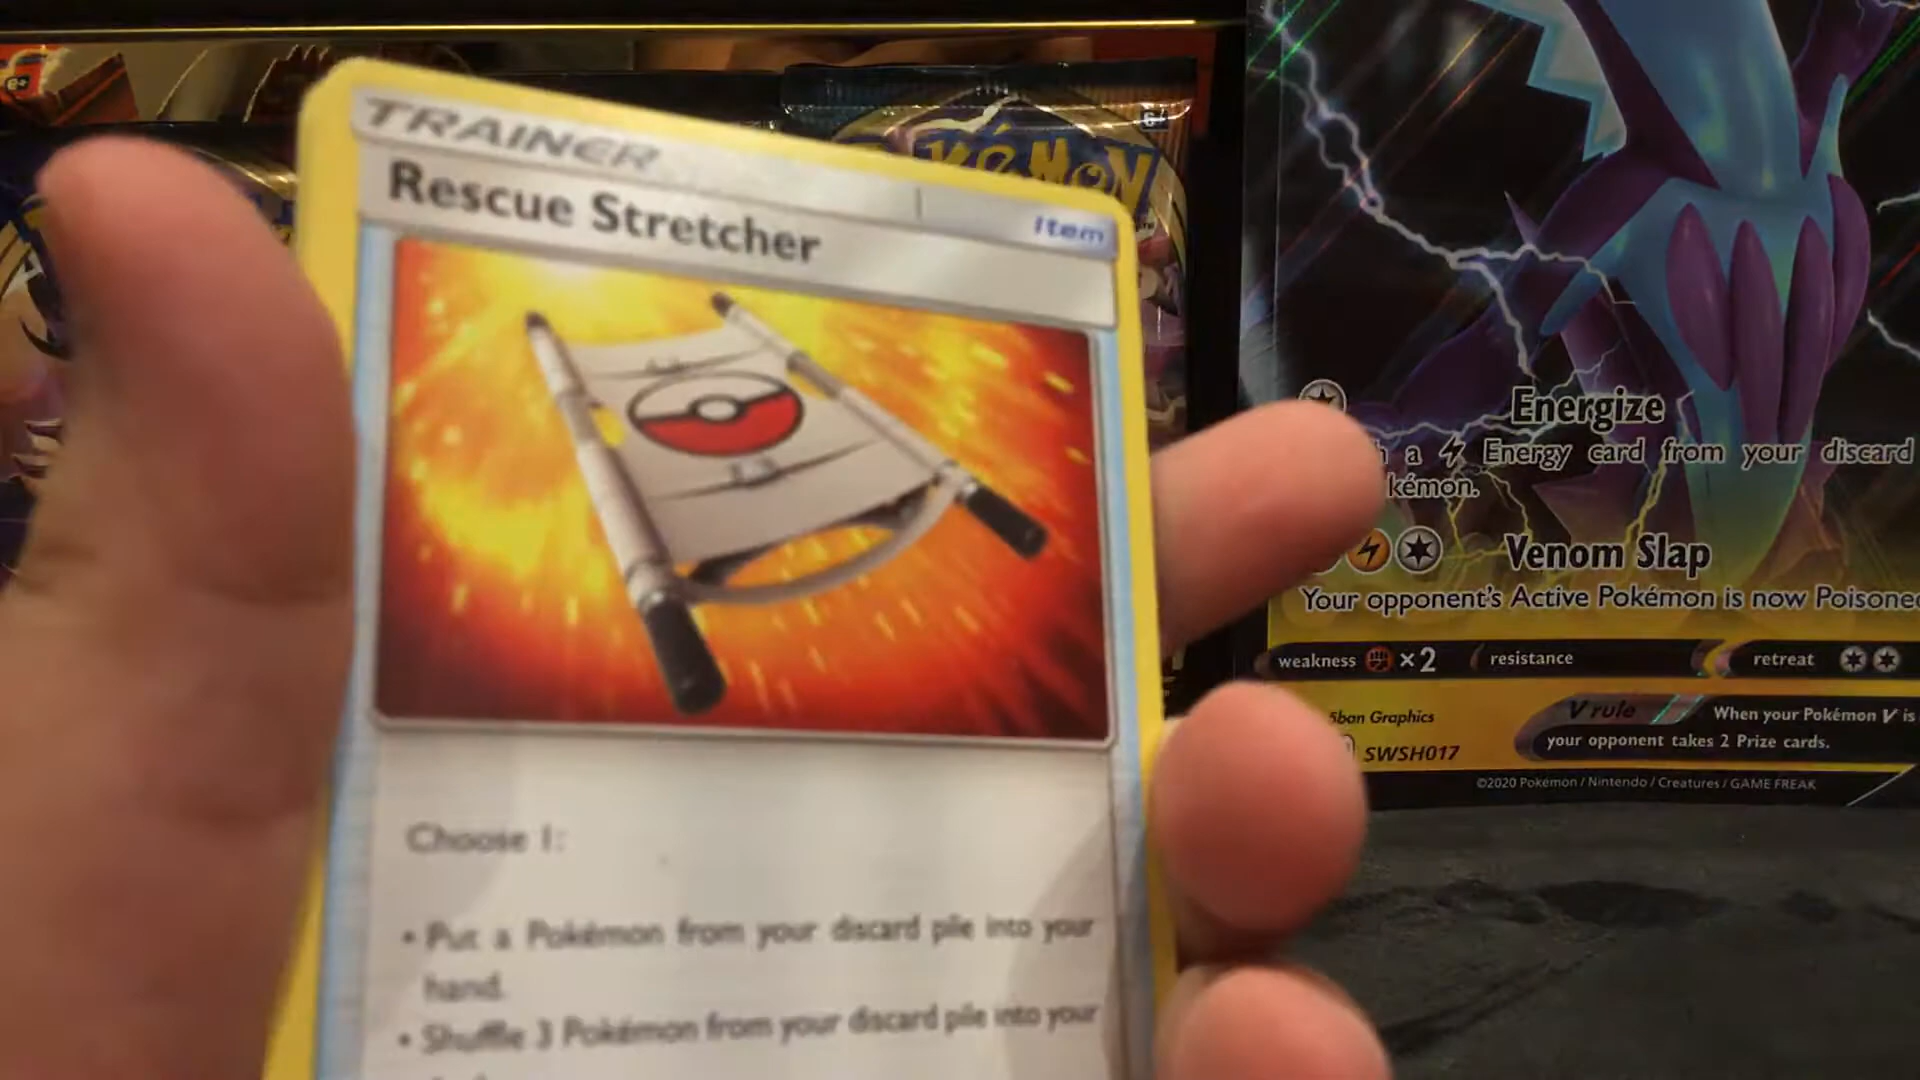 TRAINER
Rescue Stretcher
Item
Choose 1:
• Put a Pokémon from your discard pile into your
hand.
• Shuffle 3 Pokémon from your discard pile into your
POKéMON
6+
Energize
a Energy card from your discard
kémon.
Venom Slap
Your opponent's Active Pokémon is now Poisoned
weakness ×2 resistance retreat
5ban Graphics
SWSH017
V rule When your Pokémon V is
your opponent takes 2 Prize cards.
©2020 Pokémon / Nintendo / Creatures / GAME FREAK